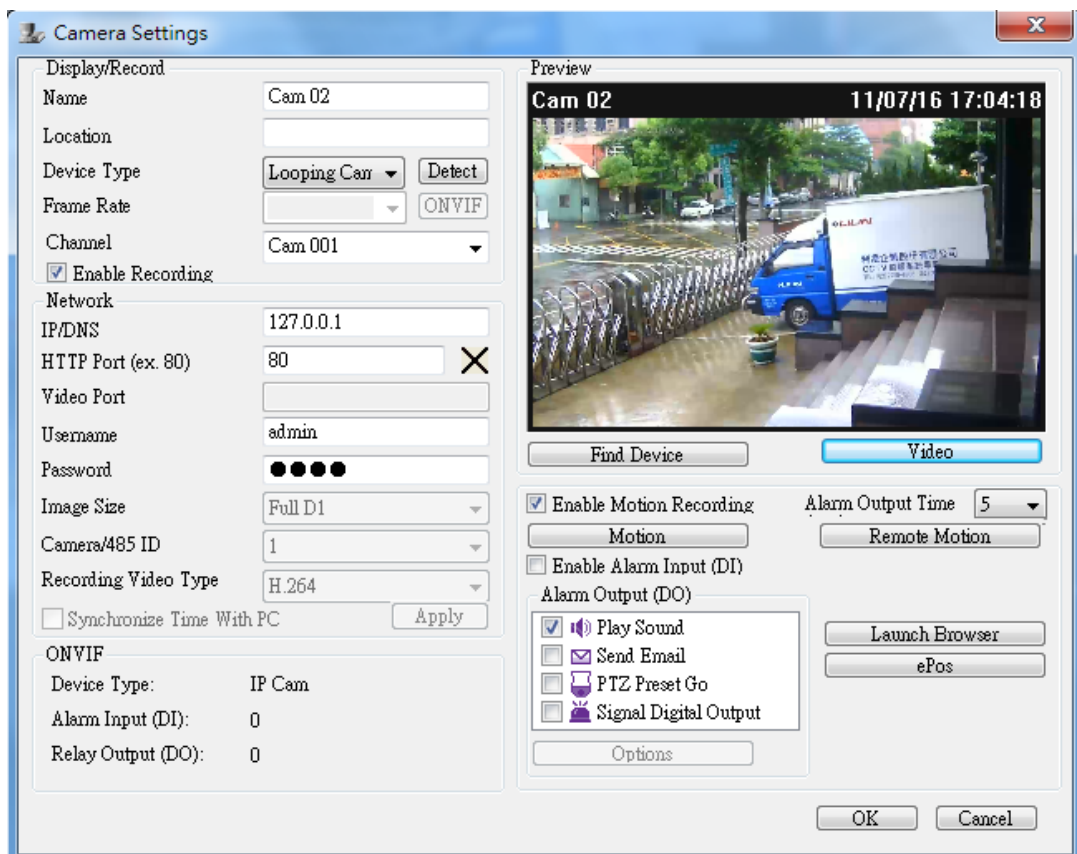 Camera Settings
Display/Record
Name Cam 02
Location
Device Type Looping Cam Detect
Frame Rate ONVIF
Channel Cam 001
Enable Recording
Network
IP/DNS 127.0.0.1
HTTP Port (ex. 80) 80
Video Port
Username admin
Password ●●●●
Image Size Full D1
Camera/485 ID 1
Recording Video Type H.264
Synchronize Time With PC Apply
ONVIF
Device Type: IP Cam
Alarm Input (DI): 0
Relay Output (DO): 0
Preview
Cam 02 11/07/16 17:04:18
Find Device Video
Enable Motion Recording Alarm Output Time 5
Motion Remote Motion
Enable Alarm Input (DI)
Alarm Output (DO)
Play Sound
Send Email
PTZ Preset Go
Signal Digital Output
Options
Launch Browser
ePos
OK Cancel